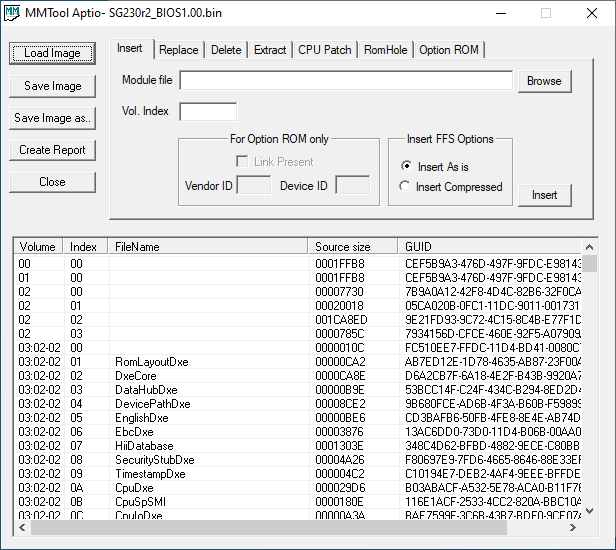 MMTool Aptio- SG230r2_BIOS1.00.bin
Load Image
Save Image
Save Image as..
Create Report
Close
Insert Replace Delete Extract CPU Patch RomHole Option ROM
Module file Browse
Vol. Index
For Option ROM only
Link Present
Vendor ID Device ID
Insert FFS Options
Insert As is
Insert Compressed
Insert
Volume Index FileName Source size GUID
00 00 0001FFB8 CEF5B9A3-476D-497F-9FDC-E98143
01 00 0001FFB8 CEF5B9A3-476D-497F-9FDC-E98143
02 00 00007730 7B9A0A12-42F8-4D4C-82B6-32F0CA
02 01 00020018 05CA020B-0FC1-11DC-9011-001731
02 02 001CA8ED 9E21FD93-9C72-4C15-8C4B-E77F1D
02 03 0000785C 7934156D-CFCE-460E-92F5-A07909
03:02-02 00 0000010C FC510EE7-FFDC-11D4-BD41-0080C
03:02-02 01 RomLayoutDxe 00000CA2 AB7ED12E-1D78-4635-AB87-23F00A
03:02-02 02 DxeCore 0000CA8E D6A2CB7F-6A18-4E2F-B43B-9920A7
03:02-02 03 DataHubDxe 00000B9E 53BCC14F-C24F-434C-B294-8ED2D4
03:02-02 04 DevicePathDxe 00008CE2 9B680FCE-AD6B-4F3A-B60B-F59899
03:02-02 05 EnglishDxe 00000BE6 CD3BAFB6-50FB-4FE8-8E4E-AB74D
03:02-02 06 EbcDxe 00003876 13AC6DD0-73D0-11D4-B06B-00AA0
03:02-02 07 HiiDatabase 0001303E 348C4D62-BFBD-4882-9ECE-C80BB
03:02-02 08 SecurityStubDxe 00004A26 F80697E9-7FD6-4665-8646-88E33EF
03:02-02 09 TimestampDxe 000004C2 C10194E7-DEB2-4AF4-9EEE-BFFDE
03:02-02 0A CpuDxe 000029D6 B03ABACF-A532-5E78-ACA0-B11F76
03:02-02 0B CpuSpSMI 0000180E 116E1ACF-2533-4CC2-820A-BBC10A
03:02-02 0C CpuIoDxe 00000A3A BAE7599F-3C6B-43B7-BDF0-9CE07A